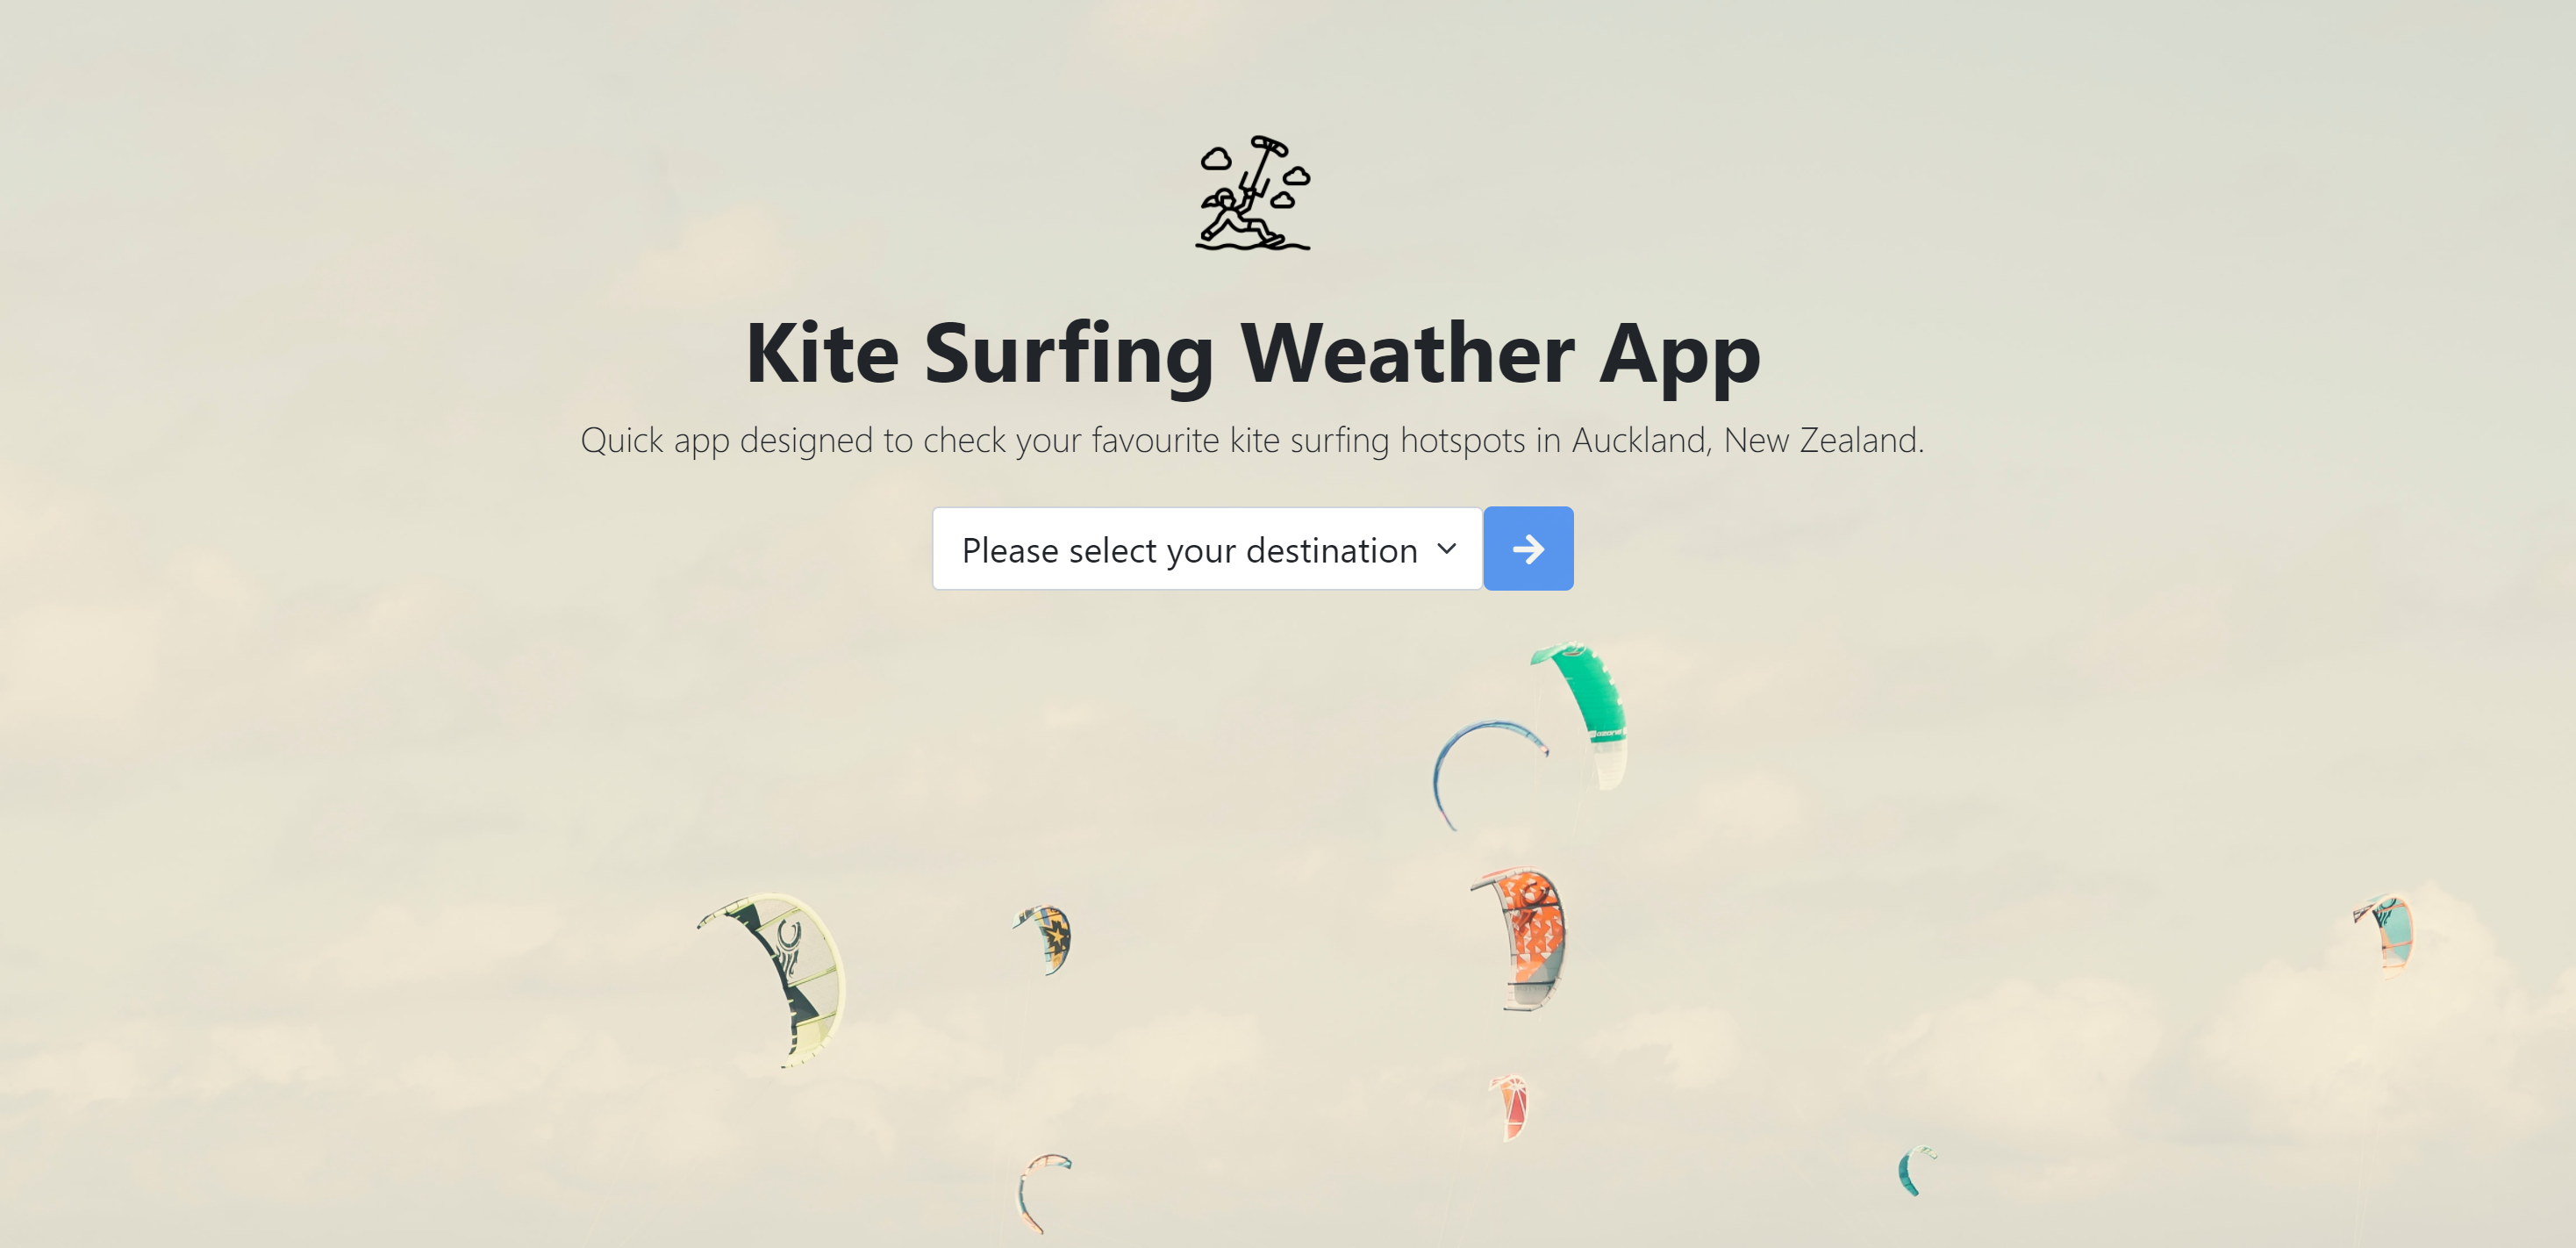 Kite Surfing Weather App
Quick app designed to check your favourite kite surfing hotspots in Auckland, New Zealand.
Please select your destination
ozone